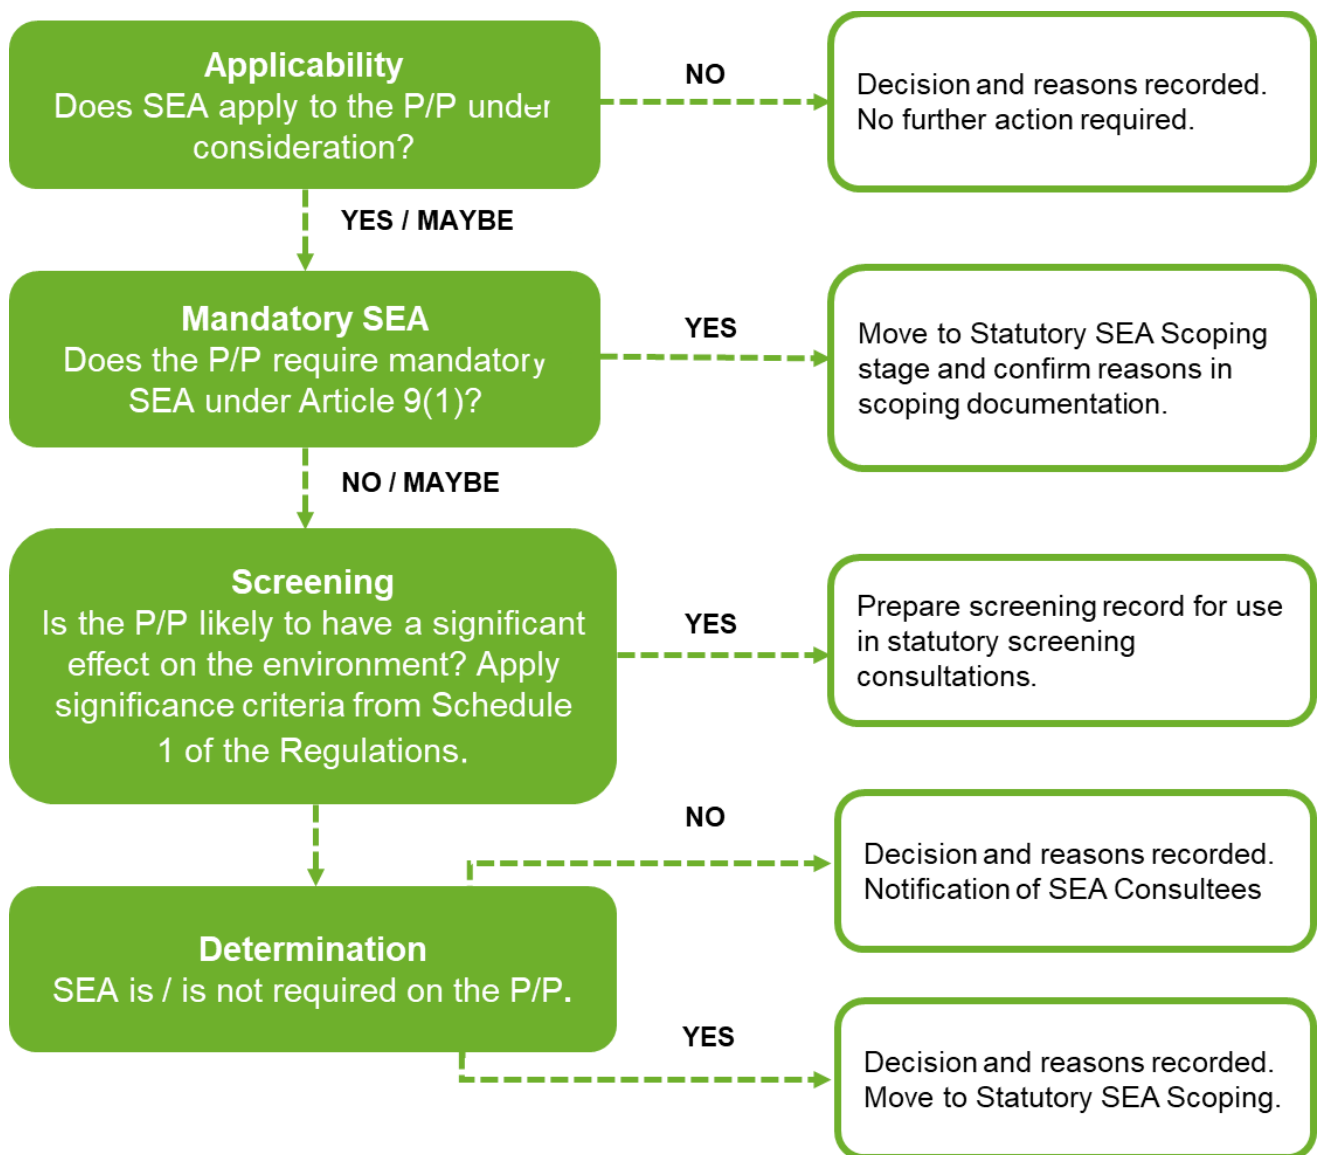 Applicability
Does SEA apply to the P/P under
consideration?
NO
Decision and reasons recorded.
No further action required.
YES / MAYBE
Mandatory SEA
Does the P/P require mandatory
SEA under Article 9(1)?
YES
Move to Statutory SEA Scoping
stage and confirm reasons in
scoping documentation.
NO / MAYBE
Screening
Is the P/P likely to have a significant
effect on the environment? Apply
significance criteria from Schedule
1 of the Regulations.
YES
Prepare screening record for use
in statutory screening
consultations.
NO
Decision and reasons recorded.
Notification of SEA Consultees
Determination
SEA is / is not required on the P/P.
YES
Decision and reasons recorded.
Move to Statutory SEA Scoping.